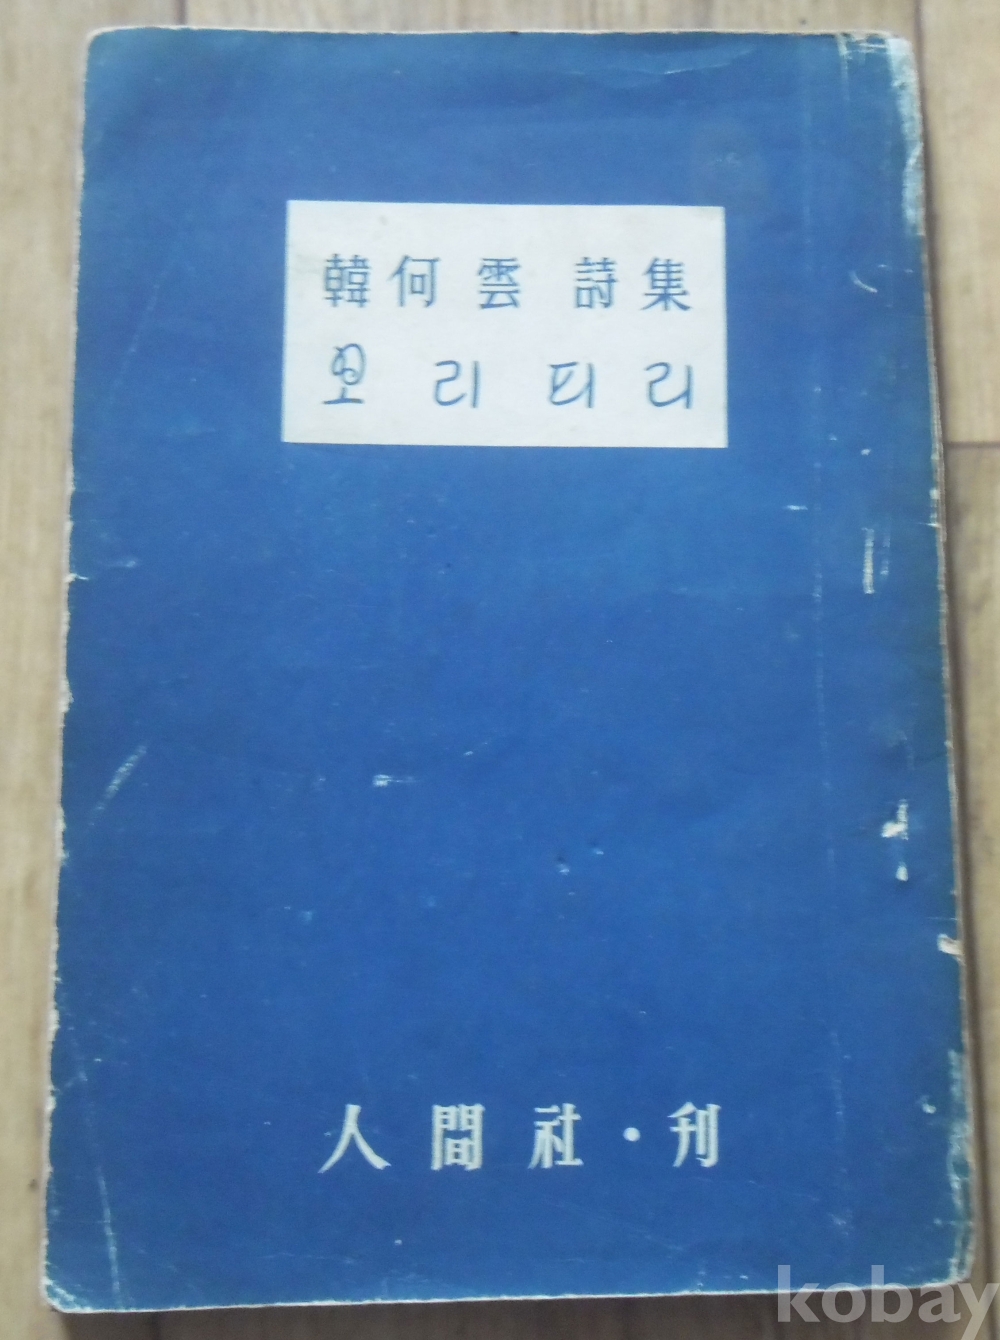 韓何雲 詩集
보리피리
人間社·刊
kobay